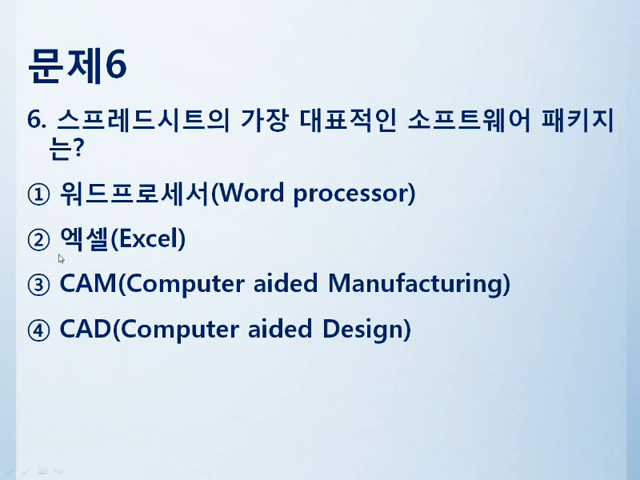 문제6
6. 스프레드시트의 가장 대표적인 소프트웨어 패키지
는?
① 워드프로세서(Word processor)
② 엑셀(Excel)
③ CAM(Computer aided Manufacturing)
④ CAD(Computer aided Design)